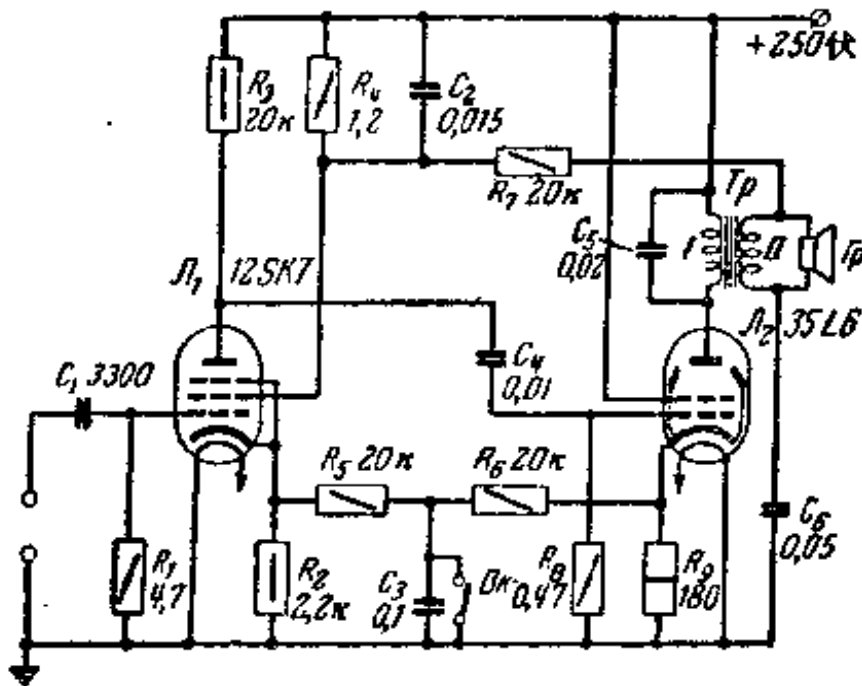 +250伏
R₃
20к
R₄
1,2
C₂
0,015
R₇ 20к
Тр
C₅
0,02
I
II
Гр
Л₁ 12SK7
Л₂ 35L6
C₁ 3300
C₄
0,01
R₅ 20к
R₆ 20к
C₆
0,05
R₁
4,7
R₂
2,2к
C₃
0,1
Вк
R₈
0,47
R₉
180